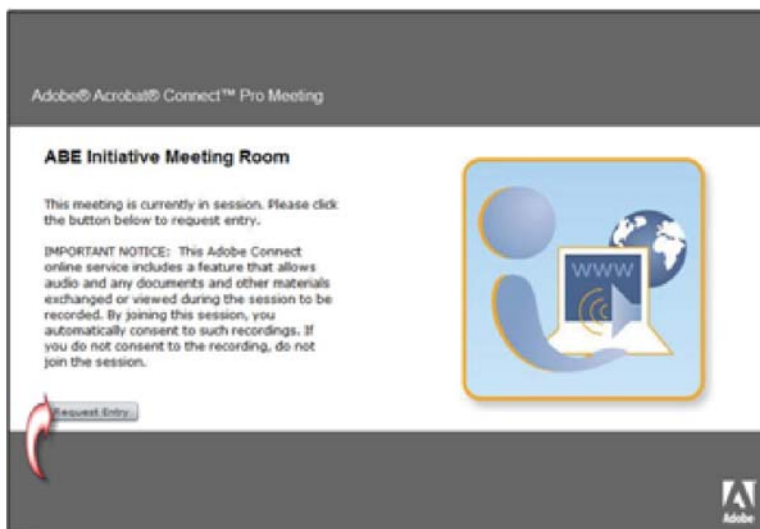 Adobe® Acrobat® Connect™ Pro Meeting
ABE Initiative Meeting Room
This meeting is currently in session. Please click
the button below to request entry.
IMPORTANT NOTICE: This Adobe Connect
online service includes a feature that allows
audio and any documents and other materials
exchanged or viewed during the session to be
recorded. By joining this session, you
automatically consent to such recordings. If
you do not consent to the recording, do not
join the session.
WWW
Request Entry
Adobe